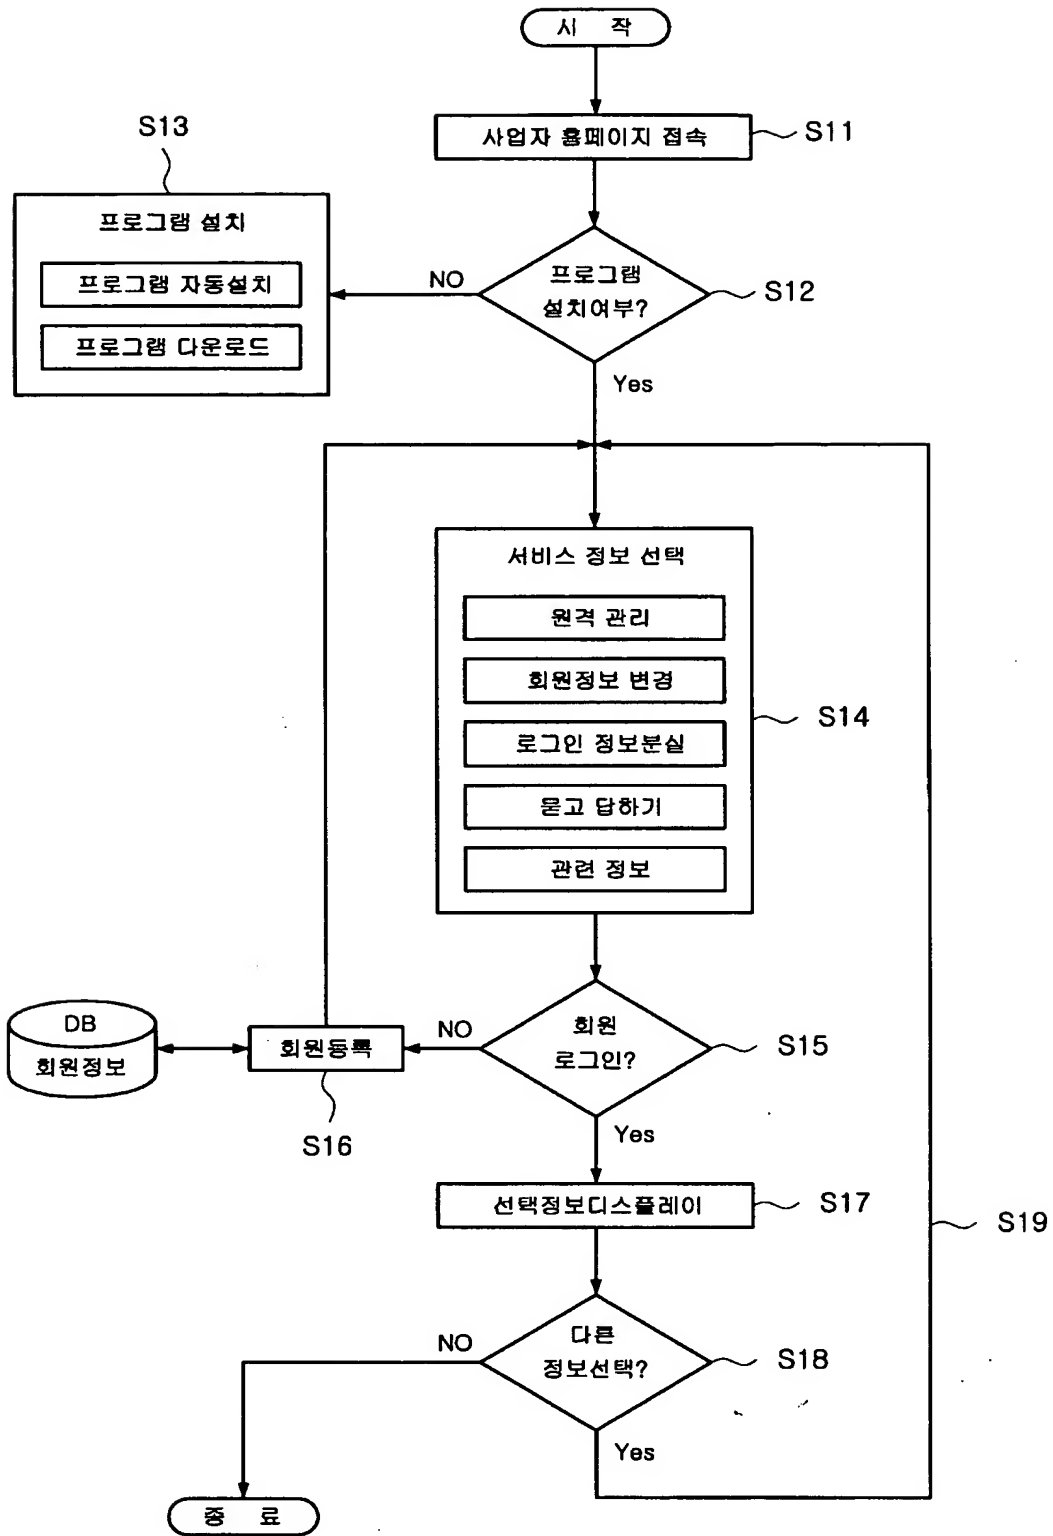 시 작
사업자 홈페이지 접속
S11
S13
프로그램 설치
프로그램 자동설치
프로그램 다운로드
NO
프로그램
설치여부?
S12
Yes
서비스 정보 선택
원격 관리
회원정보 변경
로그인 정보분실
묻고 답하기
관련 정보
S14
DB
회원정보
회원등록
S16
NO
회원
로그인?
S15
Yes
선택정보디스플레이
S17
S19
NO
다른
정보선택?
S18
Yes
종 료